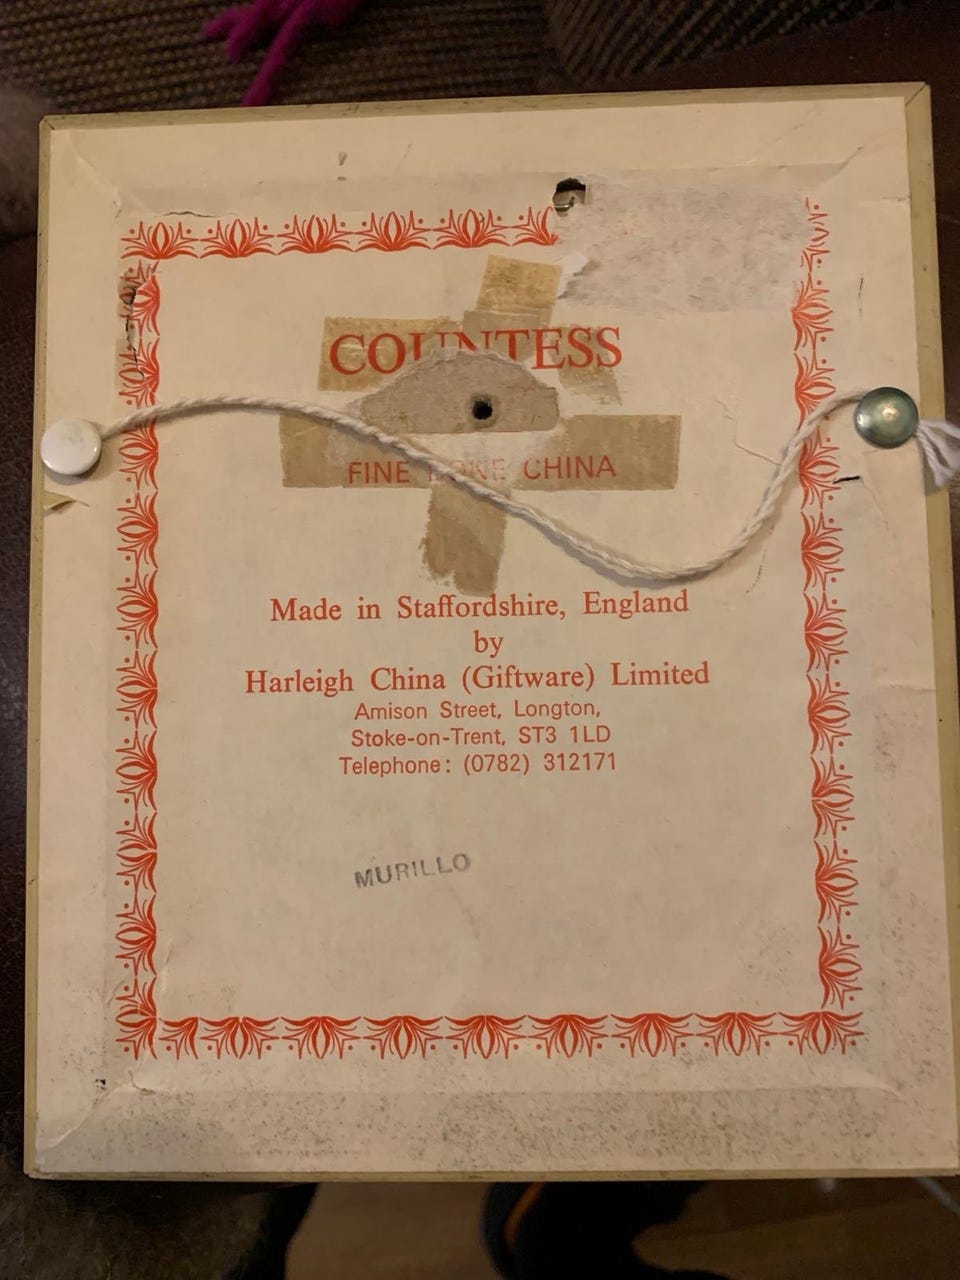 COUNTESS
FINE BONE CHINA
Made in Staffordshire, England
by
Harleigh China (Giftware) Limited
Amison Street, Longton,
Stoke-on-Trent, ST3 1LD
Telephone: (0782) 312171
MURILLO